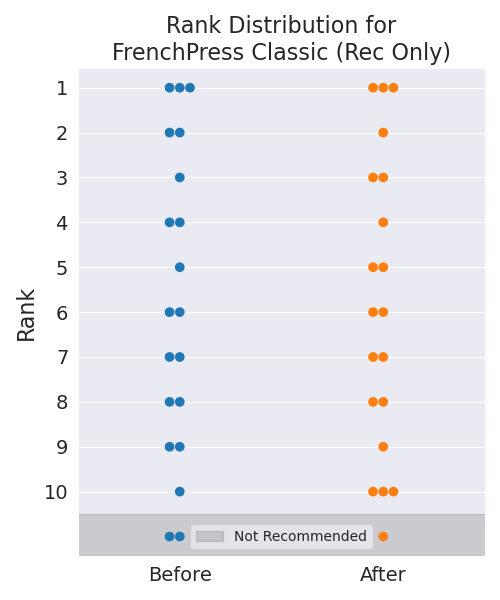 Rank Distribution for
FrenchPress Classic (Rec Only)
Rank
1
2
3
4
5
6
7
8
9
10
Not Recommended
Before
After